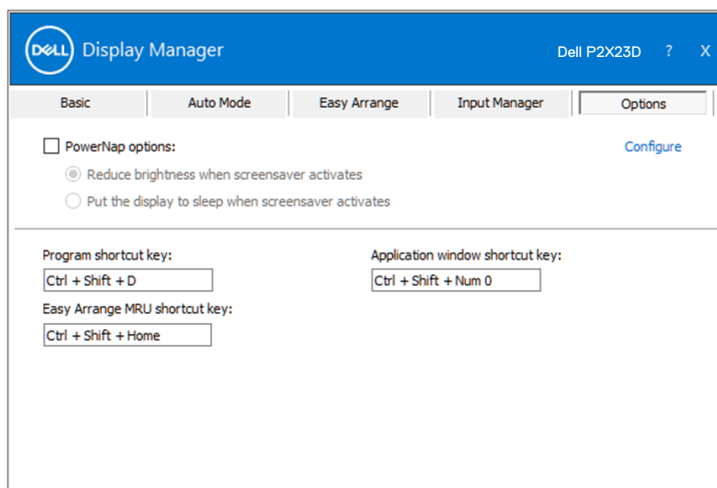 DELL Display Manager Dell P2X23D ? X
Basic Auto Mode Easy Arrange Input Manager Options
PowerNap options: Configure
Reduce brightness when screensaver activates
Put the display to sleep when screensaver activates
Program shortcut key: Application window shortcut key:
Ctrl + Shift + D Ctrl + Shift + Num 0
Easy Arrange MRU shortcut key:
Ctrl + Shift + Home